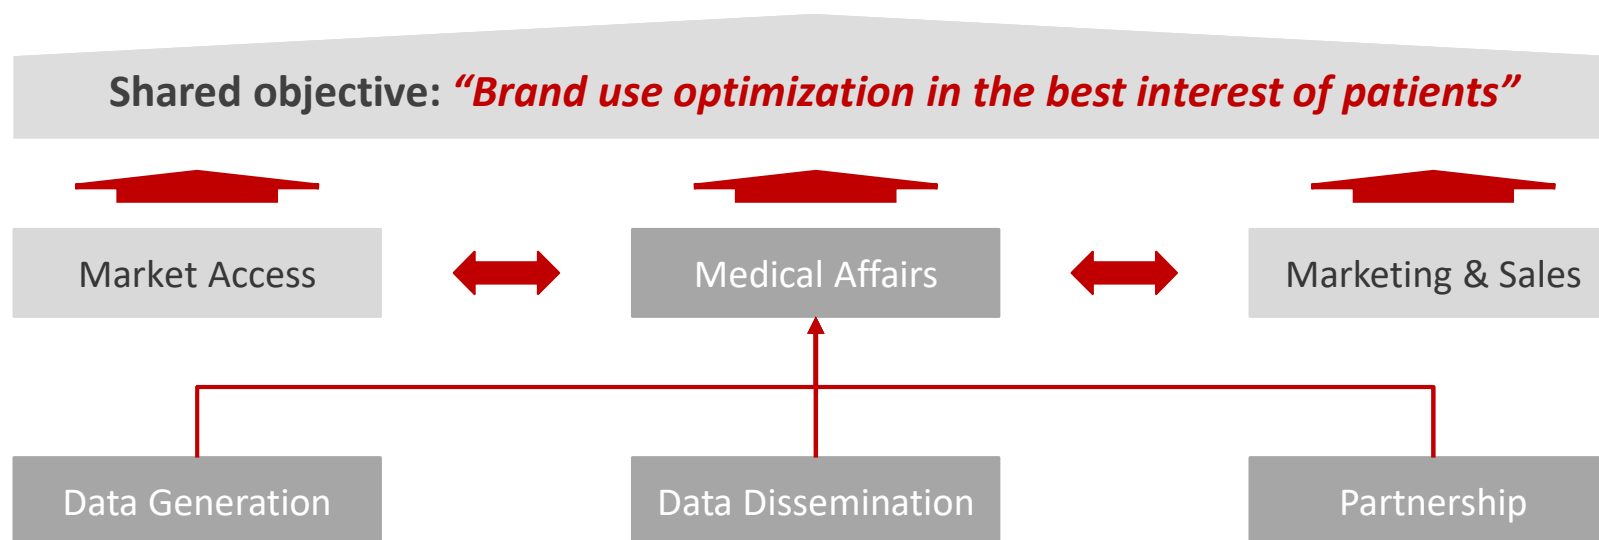 Shared objective: “Brand use optimization in the best interest of patients”
Market Access
Medical Affairs
Marketing & Sales
Data Generation
Data Dissemination
Partnership